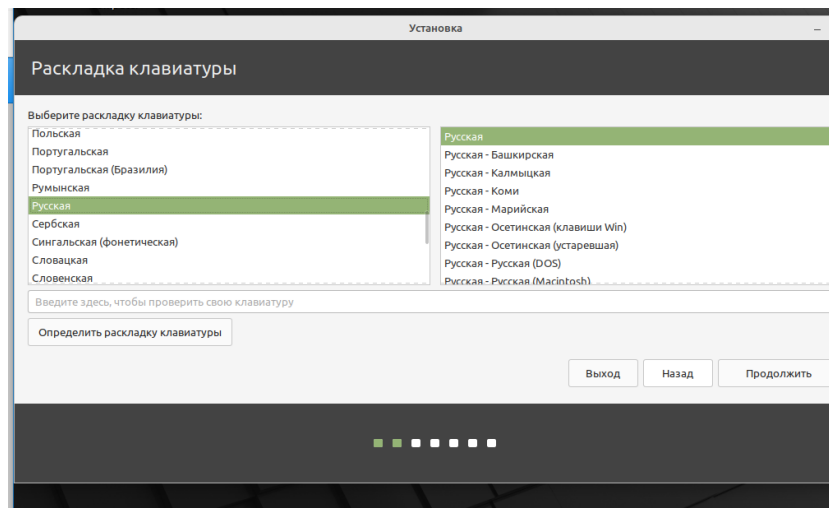 Установка
Раскладка клавиатуры
Выберите раскладку клавиатуры:
Польская
Португальская
Португальская (Бразилия)
Румынская
Русская
Сербская
Сингальская (фонетическая)
Словацкая
Словенская
Русская
Русская - Башкирская
Русская - Калмыцкая
Русская - Коми
Русская - Марийская
Русская - Осетинская (клавиши Win)
Русская - Осетинская (устаревшая)
Русская - Русская (DOS)
Русская - Русская (Macintosh)
Введите здесь, чтобы проверить свою клавиатуру
Определить раскладку клавиатуры
Выход
Назад
Продолжить